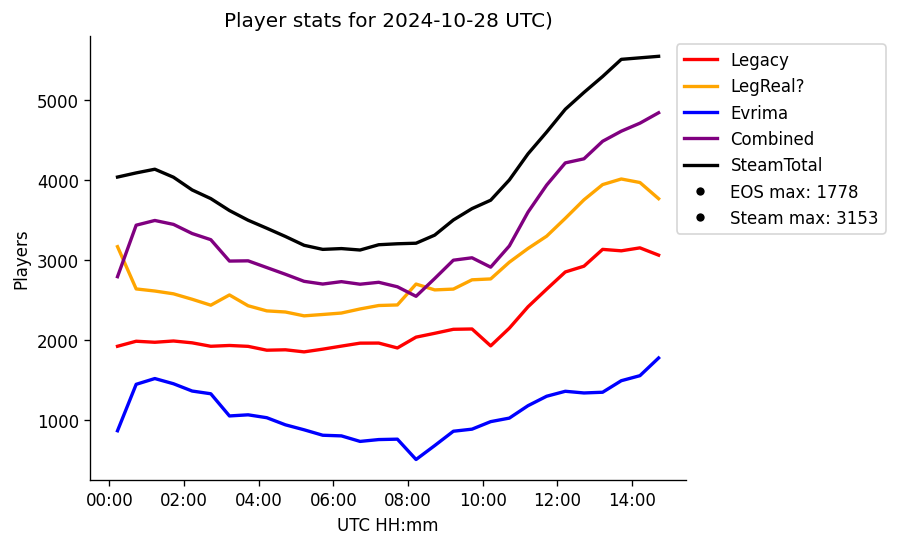 Player stats for 2024-10-28 UTC)
Legacy
LegReal?
Evrima
Combined
SteamTotal
EOS max: 1778
Steam max: 3153
Players
5000
4000
3000
2000
1000
00:00 02:00 04:00 06:00 08:00 10:00 12:00 14:00
UTC HH:mm